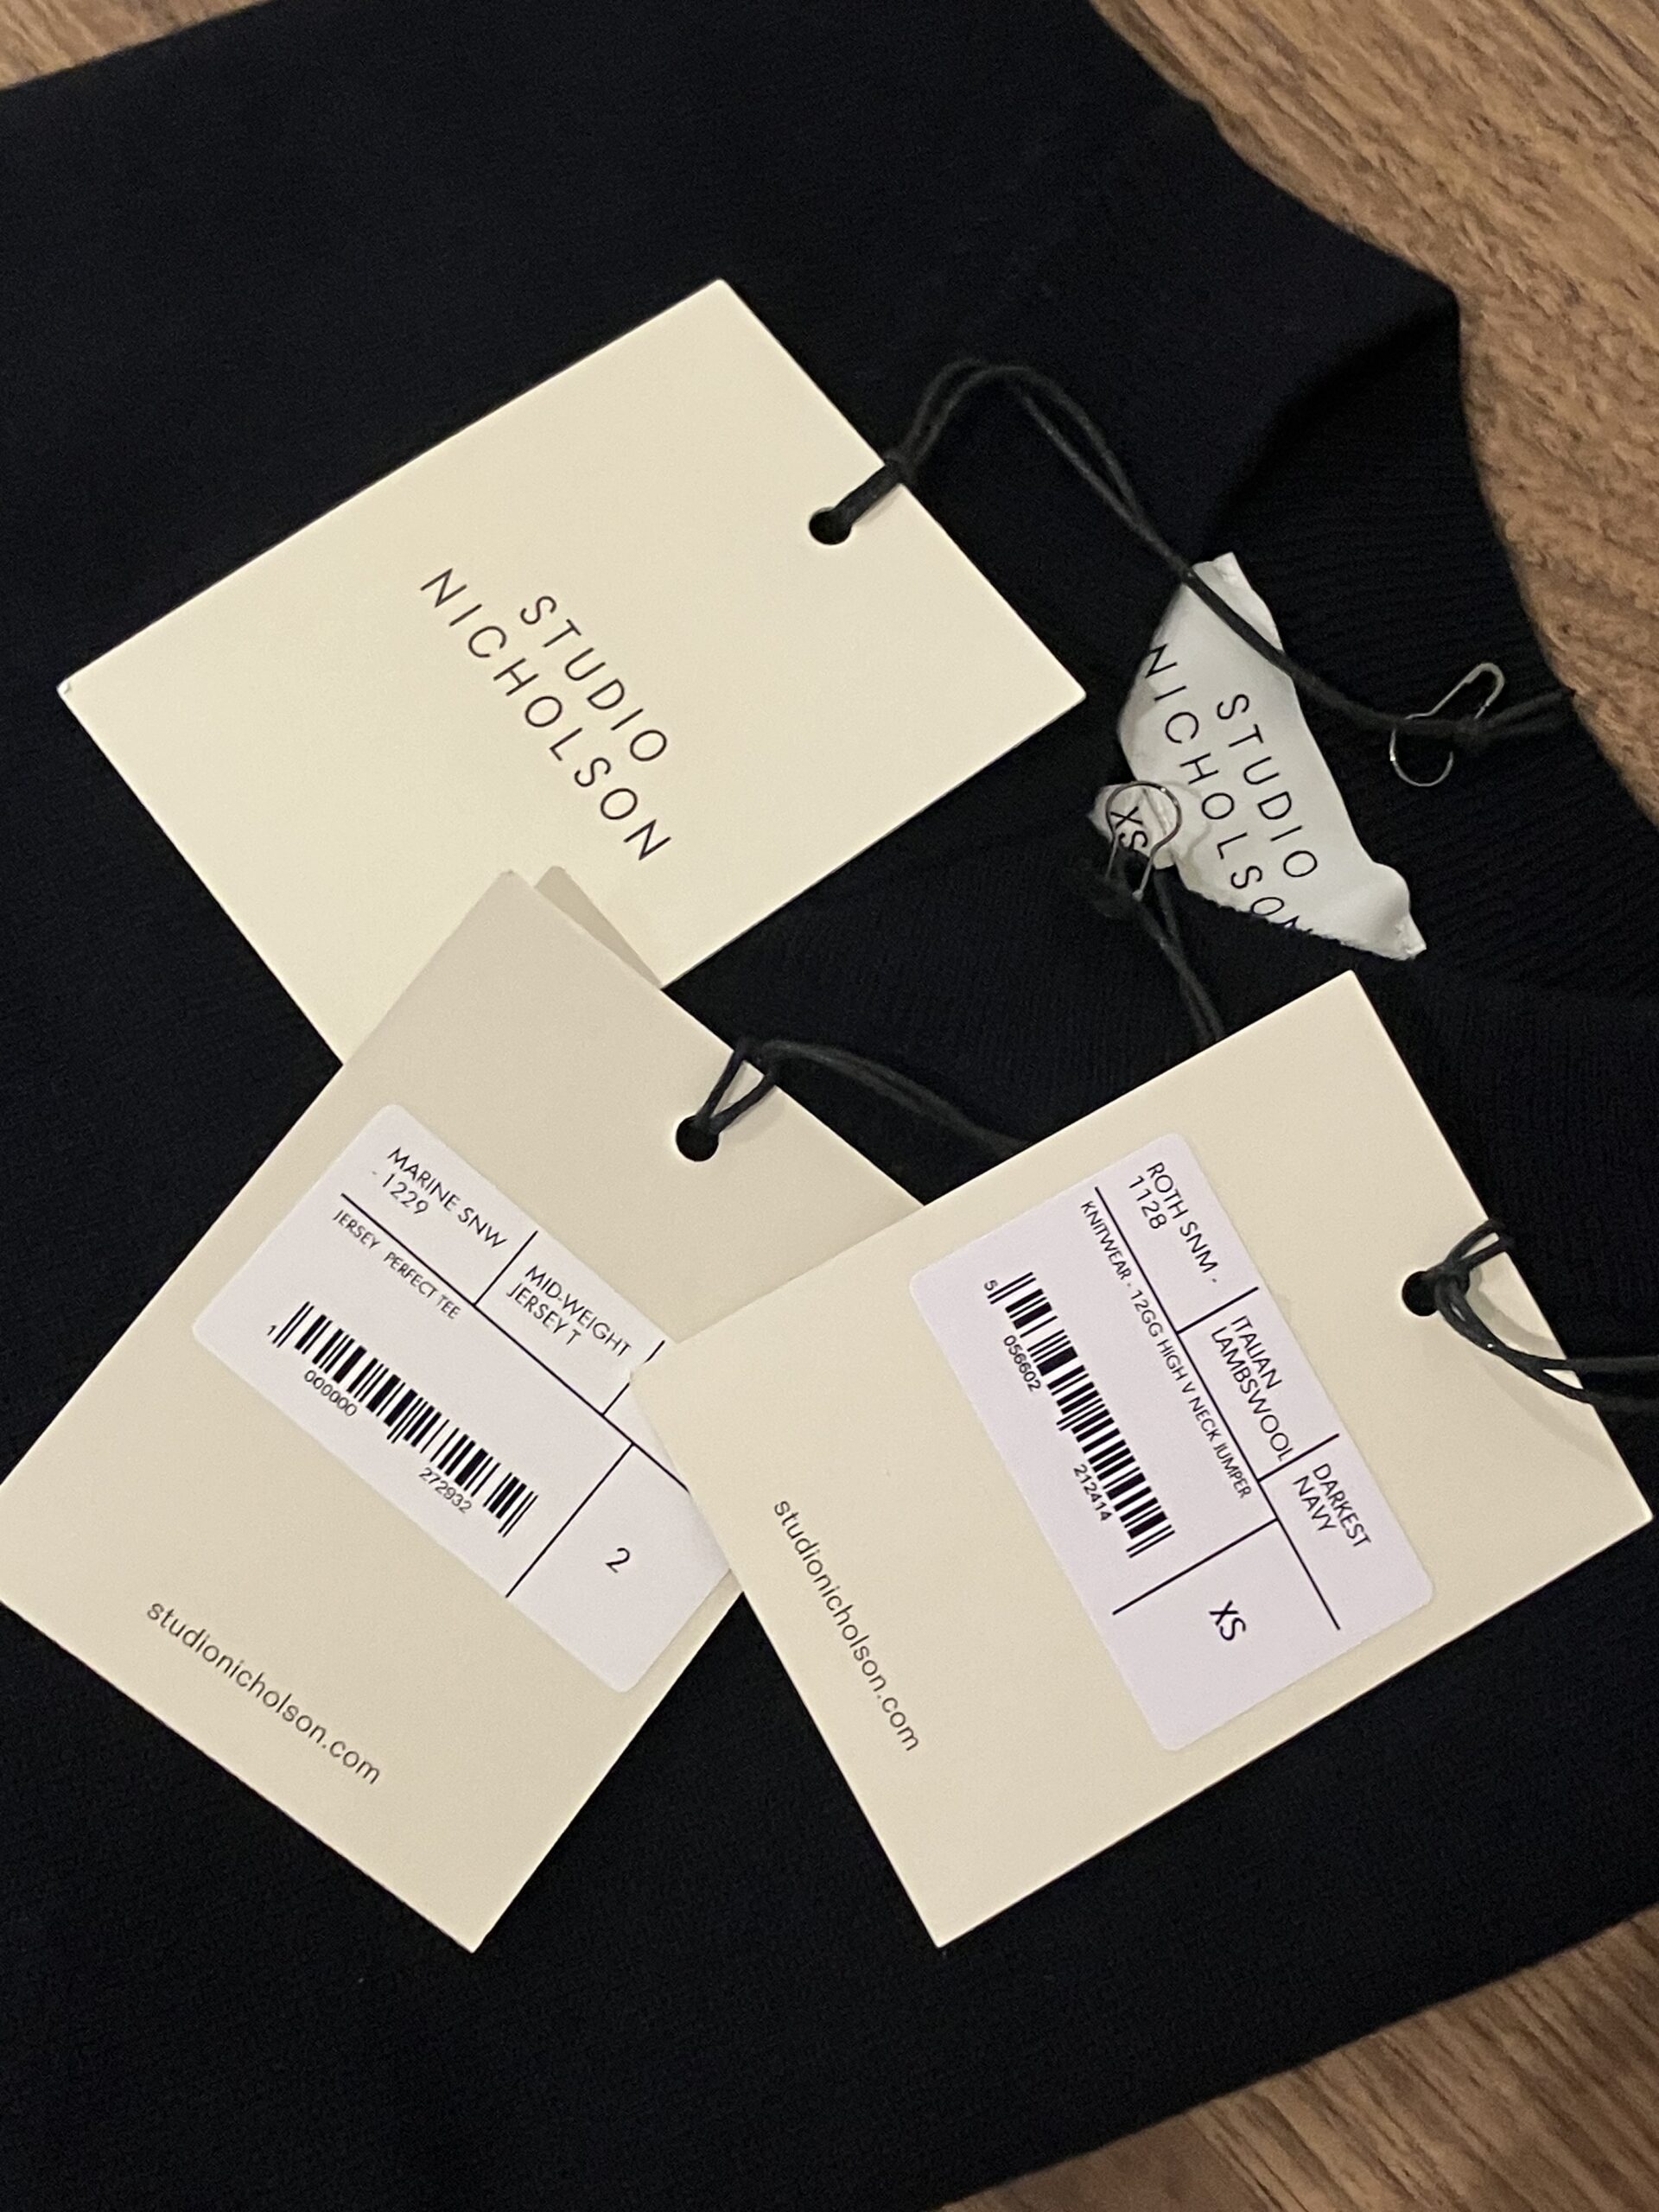 STUDIO
NICHOLSON
STUDIO
NICHOLSON
XS
MARINE SNW
- 1229
MID-WEIGHT
JERSEY T
JERSEY PERFECT TEE
1 000000 272932
2
studionicholson.com
ROTH SNM -
1128
ITALIAN
LAMBSWOOL
DARKEST
NAVY
KNITWEAR - 12GG HIGH V NECK JUMPER
5 056602 212414
XS
studionicholson.com